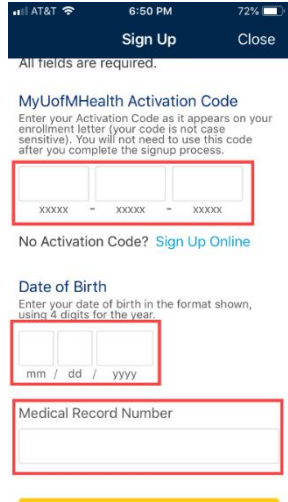 AT&T 6:50 PM 72%
Sign Up Close
All fields are required.
MyUofMHealth Activation Code
Enter your Activation Code as it appears on your
enrollment letter (your code is not case
sensitive). You will not need to use this code
after you complete the signup process.
xxxxx - xxxxx - xxxxx
No Activation Code? Sign Up Online
Date of Birth
Enter your date of birth in the format shown,
using 4 digits for the year.
mm / dd / yyyy
Medical Record Number